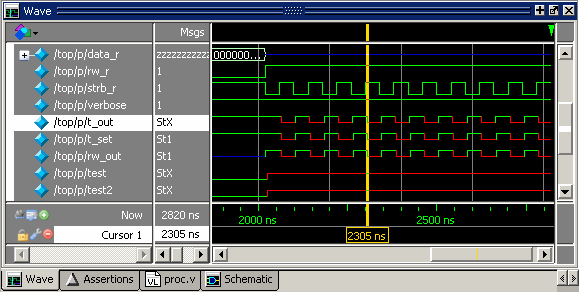 Wave
Msgs
/top/p/data_r zzzzzzzzzzz 000000...
/top/p/rw_r 1
/top/p/strb_r 1
/top/p/verbose 1
/top/p/t_out StX
/top/p/t_set St1
/top/p/rw_out St1
/top/p/test StX
/top/p/test2 StX
Now 2820 ns 2000 ns 2500 ns
Cursor 1 2305 ns 2305 ns
Wave Assertions proc.v Schematic